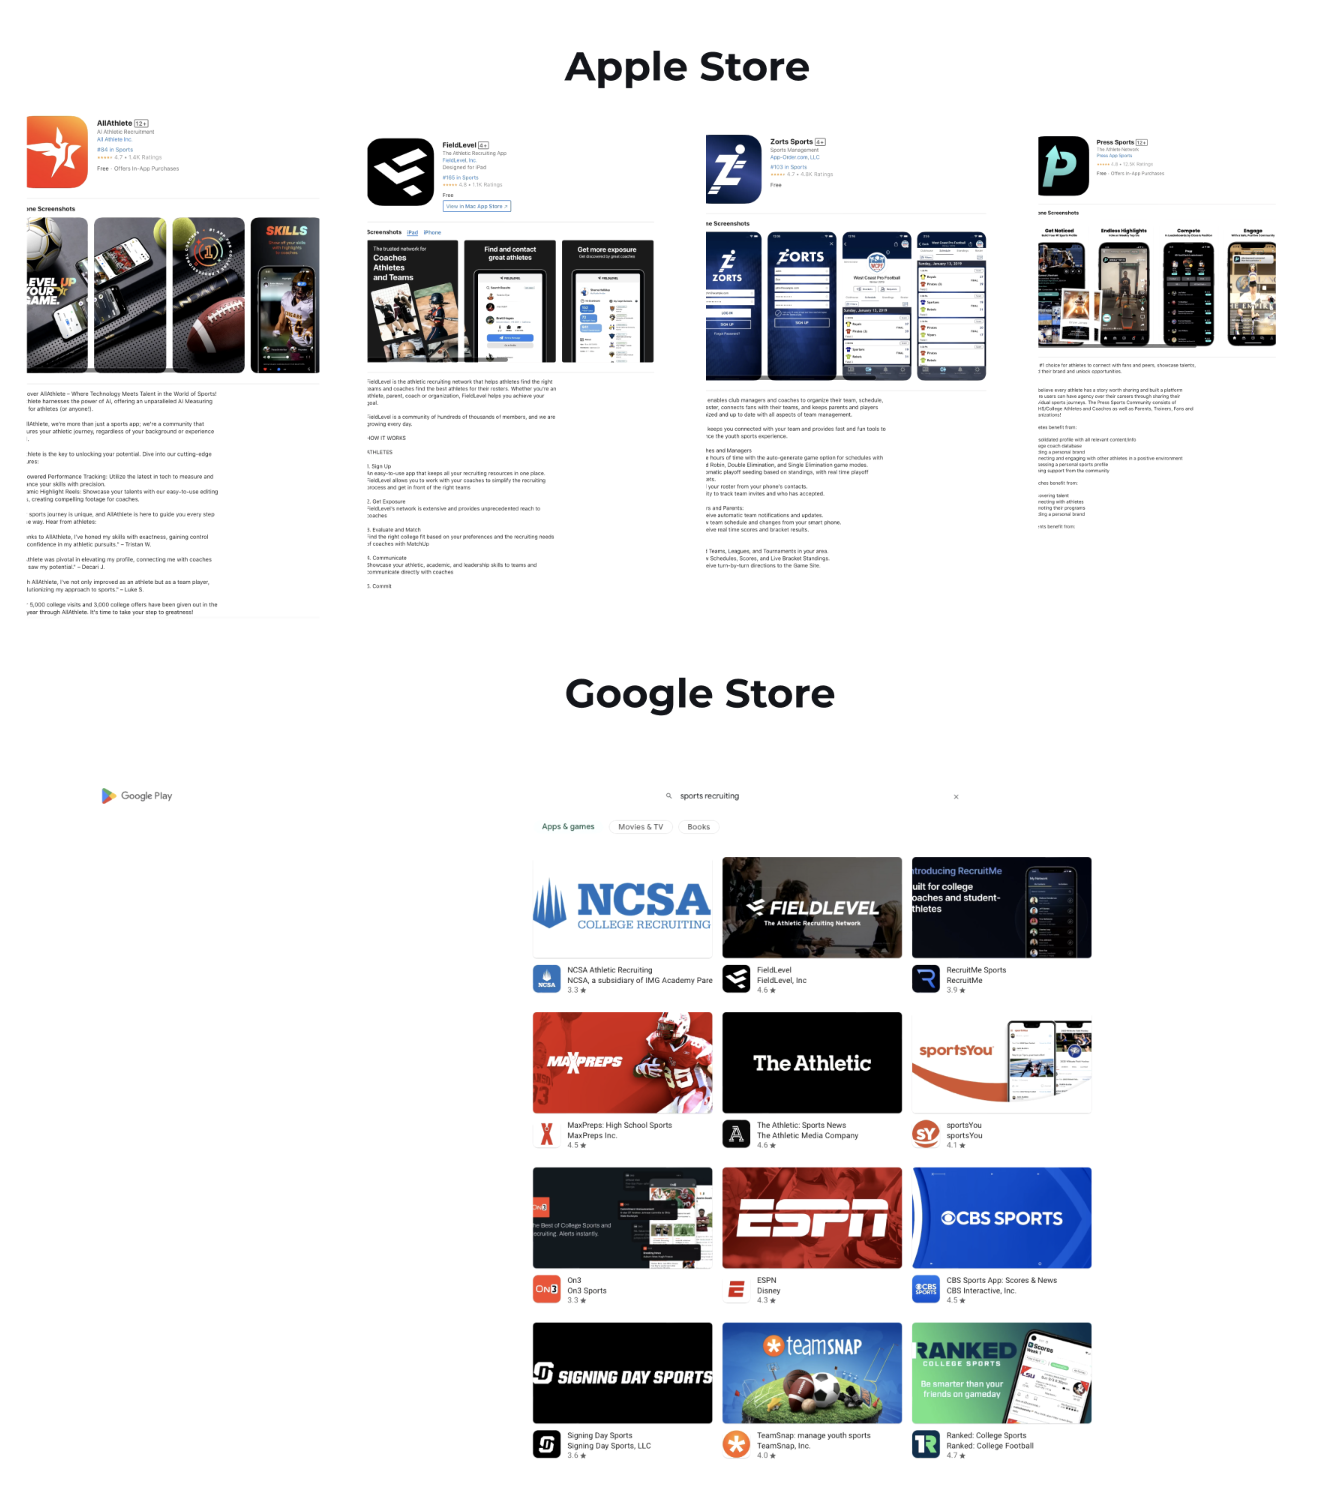 Apple Store
AllAthlete 12+
AI Athletic Recruitment
All Athlete Inc.
#84 in Sports
4.7 • 1.6K Ratings
Free · Offers In-App Purchases
ne Screenshots
LEVEL UP
YOUR
GAME.
SKILLS
over AllAthlete – Where Technology Meets Talent in the World of Sports!
hlete harnesses the power of AI, offering an unparalleled AI Measuring
for athletes (or anyone!).
llAthlete, we're more than just a sports app; we're a community that
ures your athletic journey, regardless of your background or experience
hlete is the key to unlocking your potential. Dive into our cutting-edge
ures:
owered Performance Tracking: Utilize the latest in tech to measure and
nce your skills with precision.
amic Highlight Reels: Showcase your talents with our easy-to-use editing
, creating compelling footage for coaches.
sports journey is unique, and AllAthlete is here to guide you every step
e way. Hear from athletes:
nks to AllAthlete, I've honed my skills with exactness, gaining control
confidence in my athletic pursuits." – Tristan W.
thlete was pivotal in elevating my profile, connecting me with coaches
saw my potential." – Decari J.
h AllAthlete, I've not only improved as an athlete but as a team player,
lutionizing my approach to sports." – Luke S.
5,000 college visits and 3,000 college offers have been given out in the
year through AllAthlete. It's time to take your step to greatness!
FieldLevel 4+
The Athletic Recruiting App
FieldLevel, Inc.
Designed for iPad
#165 in Sports
4.8 • 1.1K Ratings
Free
View in Mac App Store ↗
Screenshots iPad iPhone
The trusted network for
Coaches
Athletes
and Teams
Find and contact
great athletes
Get more exposure
Get discovered by great coaches
FieldLevel is the athletic recruiting network that helps athletes find the right
teams and coaches find the best athletes for their rosters. Whether you're an
athlete, parent, coach or organization, FieldLevel helps you achieve your
goal.
FieldLevel is a community of hundreds of thousands of members, and we are
growing every day.
HOW IT WORKS
ATHLETES
1. Sign Up
An easy-to-use app that keeps all your recruiting resources in one place.
FieldLevel allows you to work with your coaches to simplify the recruiting
process and get in front of the right teams
2. Get Exposure
FieldLevel's network is extensive and provides unprecedented reach to
coaches
3. Evaluate and Match
Find the right college fit based on your preferences and the recruiting needs
of coaches with MatchUp
4. Communicate
Showcase your athletic, academic, and leadership skills to teams and
communicate directly with coaches
5. Commit
Zorts Sports 4+
Sports Management
App-Order.com, LLC
#103 in Sports
4.7 • 4.8K Ratings
Free
ne Screenshots
ZORTS
SIGN UP
ZORTS
SIGN UP
West Coast Pro Football
Sunday, January 13, 2019
enables club managers and coaches to organize their team, schedule,
oster, connects fans with their teams, and keeps parents and players
ized and up to date with all aspects of team management.
keeps you connected with your team and provides fast and fun tools to
nce the youth sports experience.
hes and Managers
e hours of time with the auto-generate game option for schedules with
d Robin, Double Elimination, and Single Elimination game modes.
omatic playoff seeding based on standings, with real time playoff
ets.
your roster from your phone's contacts.
ity to track team invites and who has accepted.
rs and Parents:
eive automatic team notifications and updates.
v team schedule and changes from your smart phone.
eive real time scores and bracket results.
t Teams, Leagues, and Tournaments in your area.
v Schedules, Scores, and Live Bracket Standings.
eive turn-by-turn directions to the Game Site.
Press Sports 12+
The Athlete Network
Press App Sports
Free · Offers In-App Purchases
ne Screenshots
Get Noticed
Endless Highlights
Compete
Engage
#1 choice for athletes to connect with fans and peers, showcase talents,
t their brand and unlock opportunities.
believe every athlete has a story worth sharing and built a platform
re users can have agency over their careers through sharing their
vidual sports journeys. The Press Sports Community consists of
HS/College Athletes and Coaches as well as Parents, Trainers, Fans and
anizations!
etes benefit from:
solidated profile with all relevant content/info
ege coach database
ding a personal brand
necting and engaging with other athletes in a positive environment
sessing a personal sports profile
ng support from the community
ches benefit from:
overing talent
necting with athletes
moting their programs
ding a personal brand
nts benefit from:
Google Store
Google Play
sports recruiting
Apps & games Movies & TV Books
NCSA
COLLEGE RECRUITING
FIELDLEVEL
The Athletic Recruiting Network
ntroducing RecruitMe
uilt for college
oaches and student-
thletes
NCSA Athletic Recruiting
NCSA, a subsidiary of IMG Academy Pare
3.3 ★
FieldLevel
FieldLevel, Inc
4.6 ★
RecruitMe Sports
RecruitMe
3.9 ★
MAXPREPS
The Athletic
sportsYou
MaxPreps: High School Sports
MaxPreps Inc.
4.5 ★
The Athletic: Sports News
The Athletic Media Company
4.6 ★
sportsYou
sportsYou
4.1 ★
he Best of College Sports and
ecruiting. Alerts instantly.
ESPN
CBS SPORTS
On3
On3 Sports
3.3 ★
ESPN
Disney
4.3 ★
CBS Sports App: Scores & News
CBS Interactive, Inc.
4.5 ★
SIGNING DAY SPORTS
teamSNAP
RANKED
COLLEGE SPORTS
Be smarter than your
friends on gameday
Signing Day Sports
Signing Day Sports, LLC
3.6 ★
TeamSnap: manage youth sports
TeamSnap, Inc.
4.0 ★
Ranked: College Sports
Ranked: College Football
4.7 ★